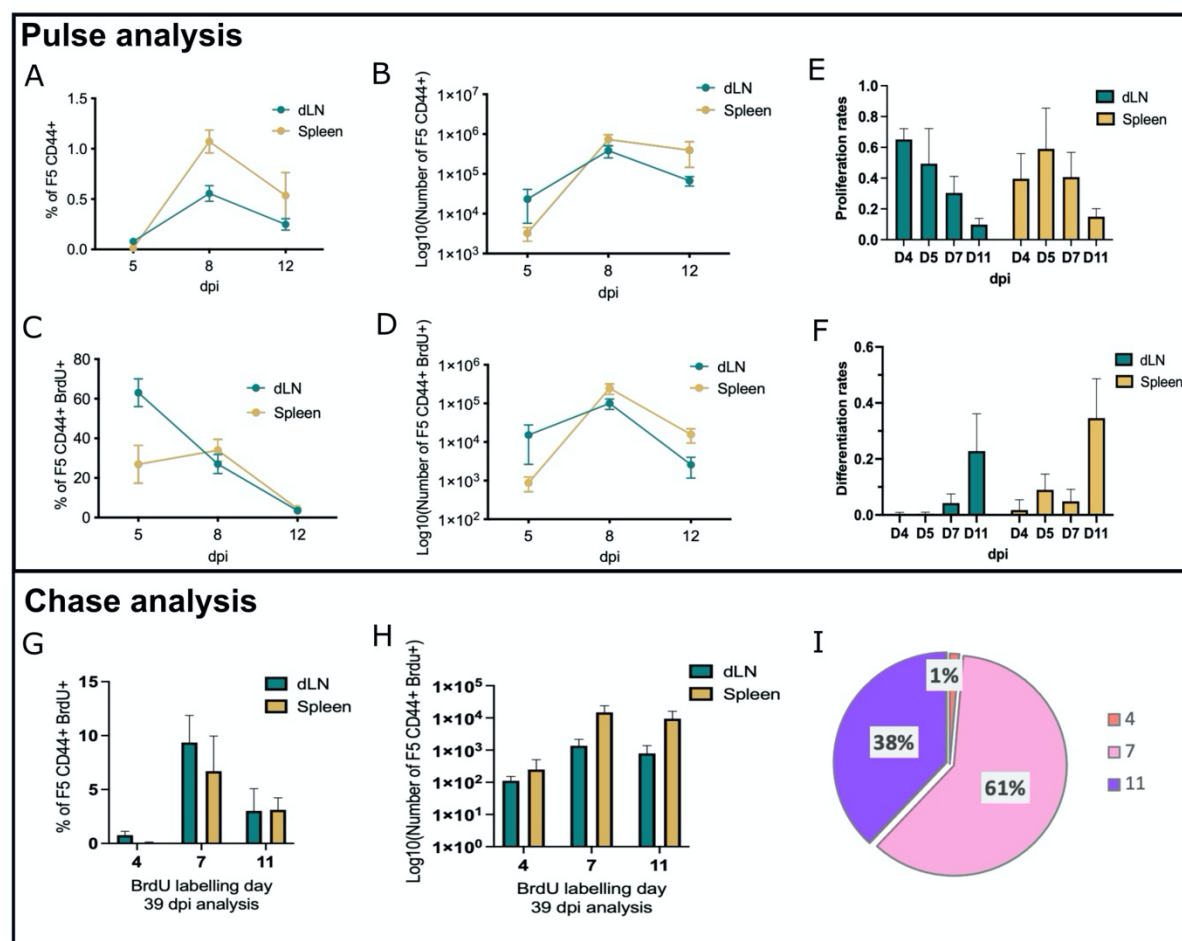 Pulse analysis
A
% of F5 CD44+
1.5
1.0
0.5
0.0
5
8
12
dpi
dLN
Spleen
B
Log10(Number of F5 CD44+)
1×10⁷
1×10⁶
1×10⁵
1×10⁴
1×10³
5
8
12
dpi
dLN
Spleen
E
Proliferation rates
1.0
0.8
0.6
0.4
0.2
0.0
D4 D5 D7 D11 D4 D5 D7 D11
dpi
dLN
Spleen
C
% of F5 CD44+ BrdU+
80
60
40
20
0
5
8
12
dpi
dLN
Spleen
D
Log10(Number of F5 CD44+ BrdU+)
1×10⁶
1×10⁵
1×10⁴
1×10³
1×10²
5
8
12
dpi
dLN
Spleen
F
Differentiation rates
0.6
0.4
0.2
0.0
D4 D5 D7 D11 D4 D5 D7 D11
dpi
dLN
Spleen
Chase analysis
G
% of F5 CD44+ BrdU+
15
10
5
0
4
7
11
BrdU labelling day
39 dpi analysis
dLN
Spleen
H
Log10(Number of F5 CD44+ Brdu+)
1×10⁵
1×10⁴
1×10³
1×10²
1×10¹
1×10⁰
4
7
11
BrdU labelling day
39 dpi analysis
dLN
Spleen
I
1%
38%
61%
4
7
11